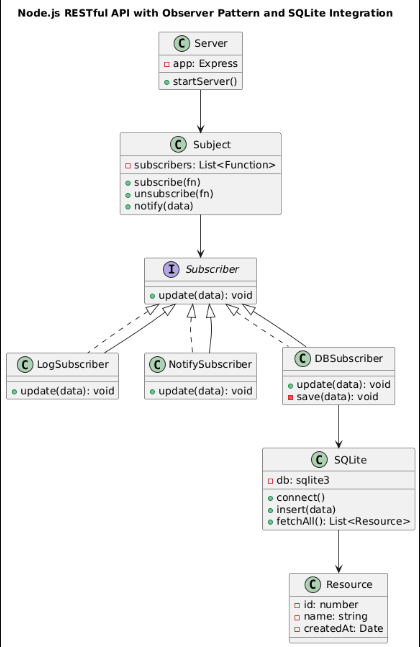 Node.js RESTful API with Observer Pattern and SQLite Integration
C Server
app: Express
startServer()
C Subject
subscribers: List<Function>
subscribe(fn)
unsubscribe(fn)
notify(data)
I Subscriber
update(data): void
C LogSubscriber
update(data): void
C NotifySubscriber
update(data): void
C DBSubscriber
update(data): void
save(data): void
C SQLite
db: sqlite3
connect()
insert(data)
fetchAll(): List<Resource>
C Resource
id: number
name: string
createdAt: Date